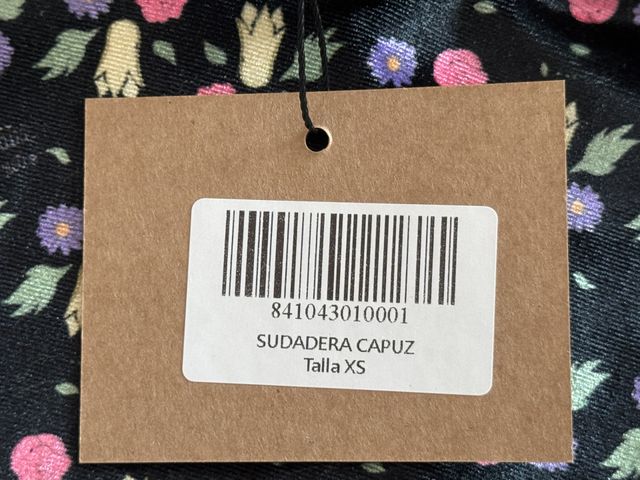 841043010001
SUDADERA CAPUZ
Talla XS